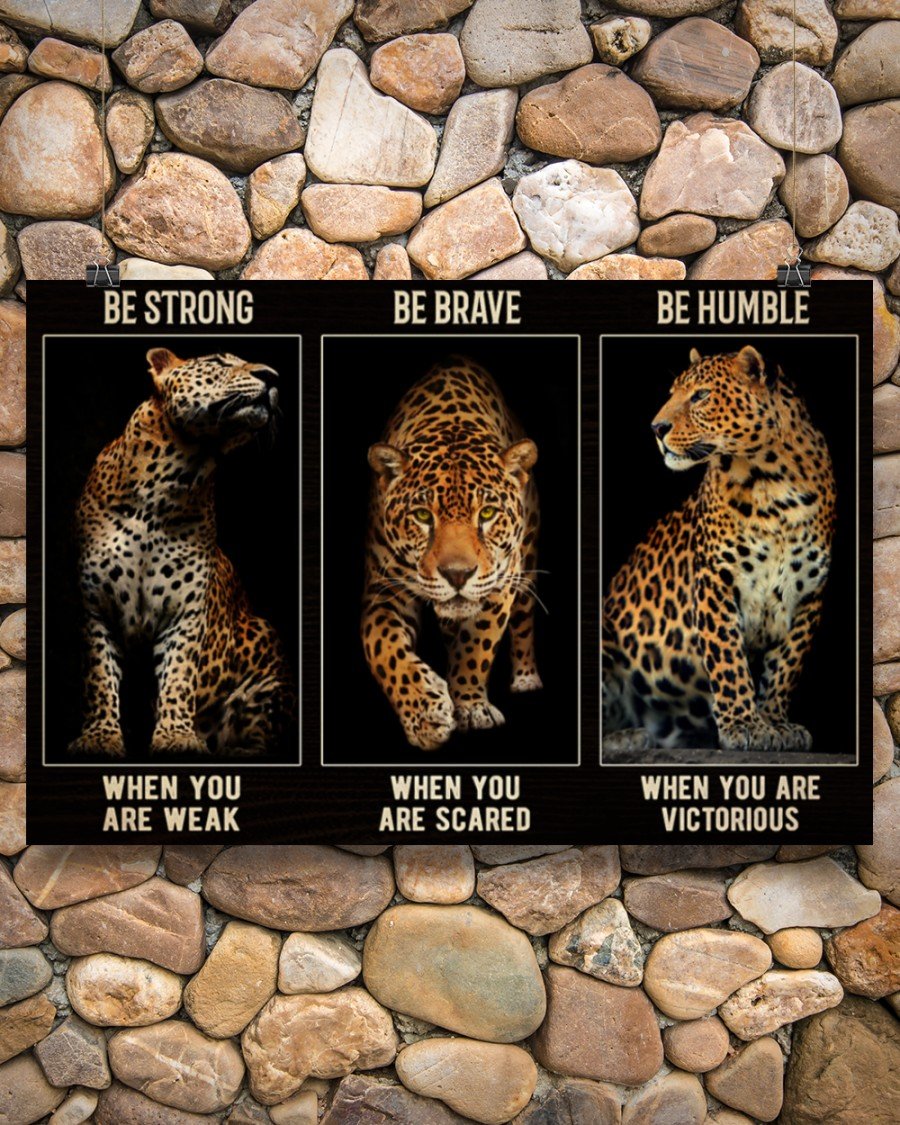 BE STRONG
WHEN YOU
ARE WEAK
BE BRAVE
WHEN YOU
ARE SCARED
BE HUMBLE
WHEN YOU ARE
VICTORIOUS